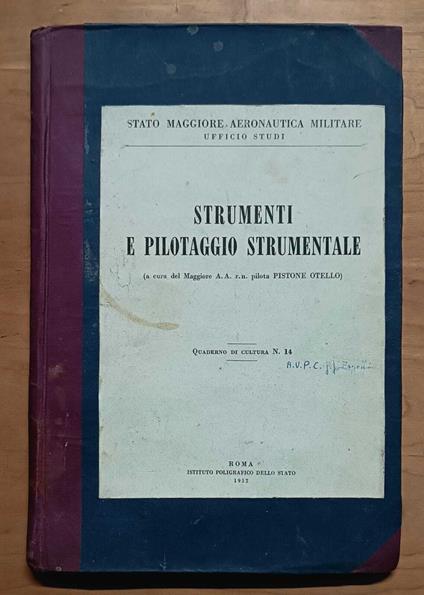 STATO MAGGIORE AERONAUTICA MILITARE
UFFICIO STUDI
STRUMENTI
E PILOTAGGIO STRUMENTALE
(a cura del Maggiore A. A. r.n. pilota PISTONE OTELLO)
QUADERNO DI CULTURA N. 14
A.V.P.C.
ROMA
ISTITUTO POLIGRAFICO DELLO STATO
1952